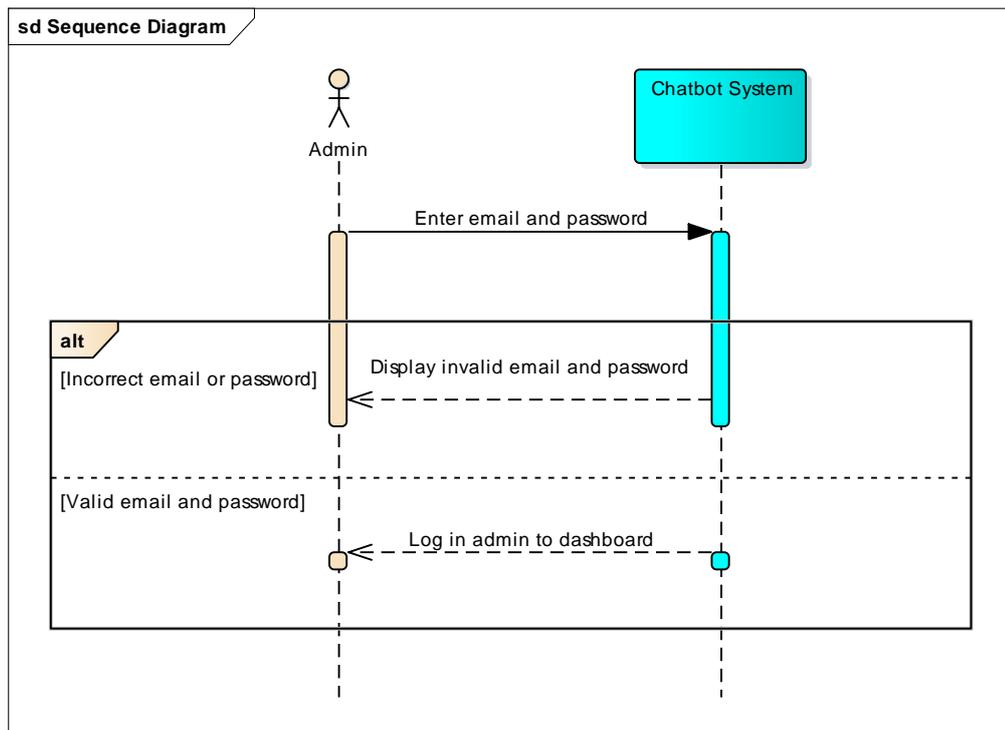 sd Sequence Diagram
Chatbot System
Admin
Enter email and password
alt
Display invalid email and password
[Incorrect email or password]
[Valid email and password]
Log in admin to dashboard